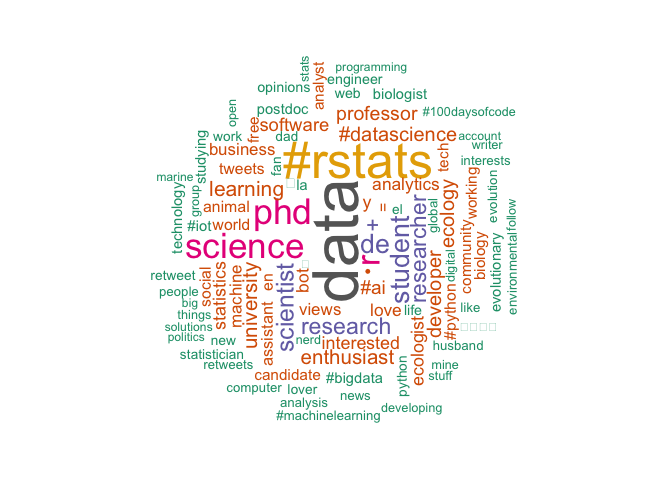 stats
programming
analyst
engineer
opinions
web
biologist
open
postdoc
professor
#100daysofcode
free
software
#datascience
account
work
dad
writer
studying
business
fan
#rstats
tech
interests
marine
tweets
la
analytics
evolution
technology
group
learning
data
y
el
global
ecology
working
follow
animal
phd
+
student
researcher
community
biology
#iot
world
science
de
r
digital
evolutionary
environmental
retweet
social
statistics
machine
university
en
scientist
bot
#ai
developer
#python
people
big
things
assistant
views
love
life
like
solutions
politics
research
new
nerd
interested
ecologist
husband
statistician
enthusiast
retweets
candidate
#bigdata
python
mine
stuff
computer
lover
news
analysis
developing
#machinelearning